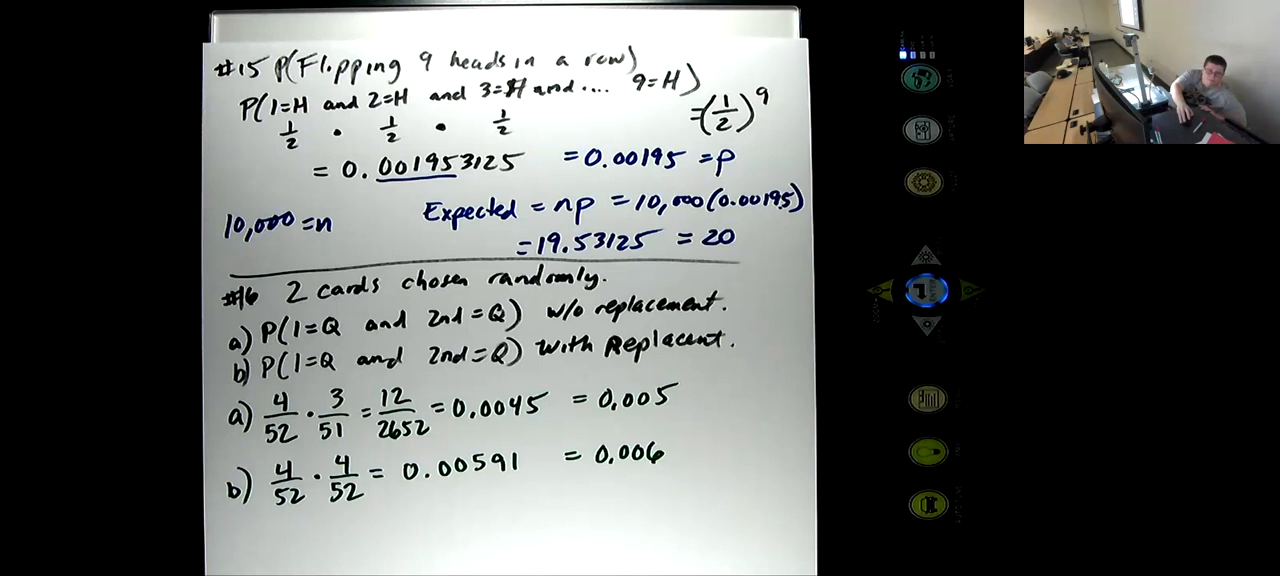 #15 P(Flipping 9 heads in a row)
P(1=H and 2=H and 3=H and.... 9=H)
1/2 · 1/2 · 1/2 =(1/2)^9
= 0.001953125 = 0.00195 = p
10,000 = n Expected = np = 10,000(0.00195)
= 19.53125 = 20
#16 2 cards chosen randomly.
a) P(1=Q and 2nd=Q) w/o replacement.
b) P(1=Q and 2nd=Q) with Replacent.
a) 4/52 · 3/51 = 12/2652 = 0.0045 = 0.005
b) 4/52 · 4/52 = 0.00591 = 0.006